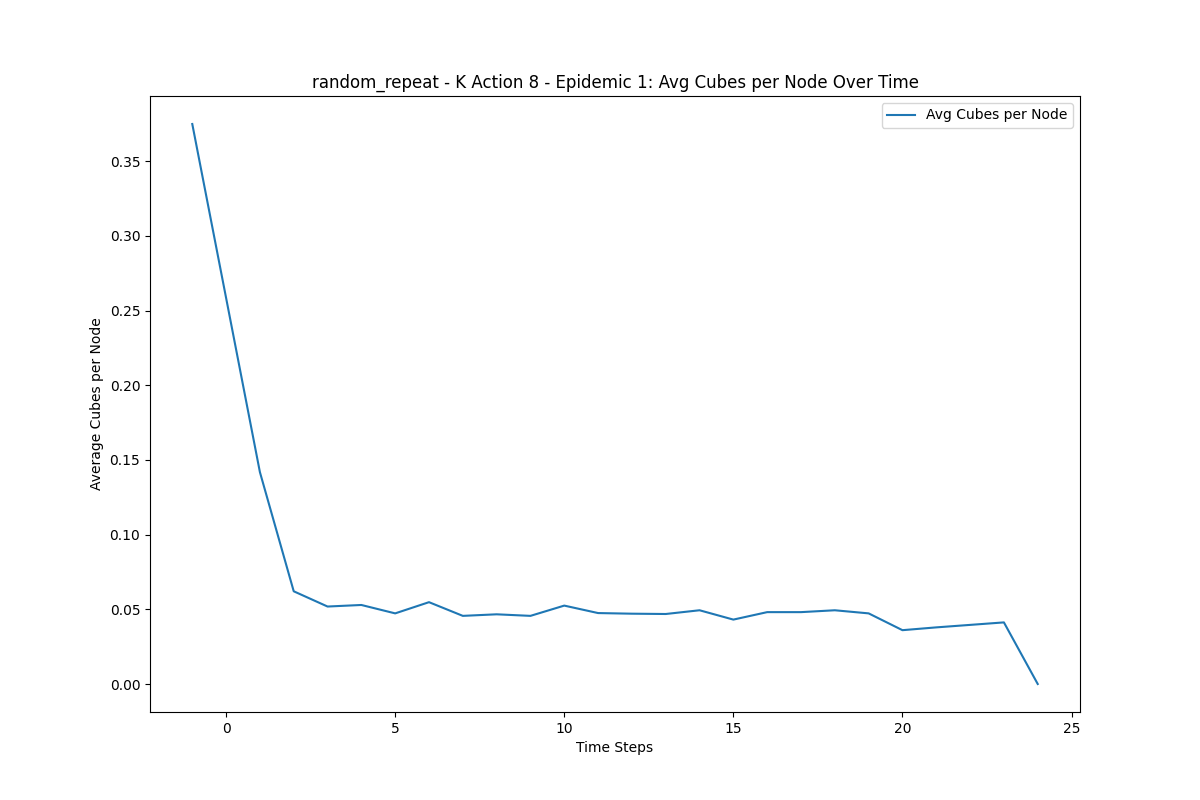 random_repeat - K Action 8 - Epidemic 1: Avg Cubes per Node Over Time
Avg Cubes per Node
Average Cubes per Node
0.35
0.30
0.25
0.20
0.15
0.10
0.05
0.00
0 5 10 15 20 25
Time Steps